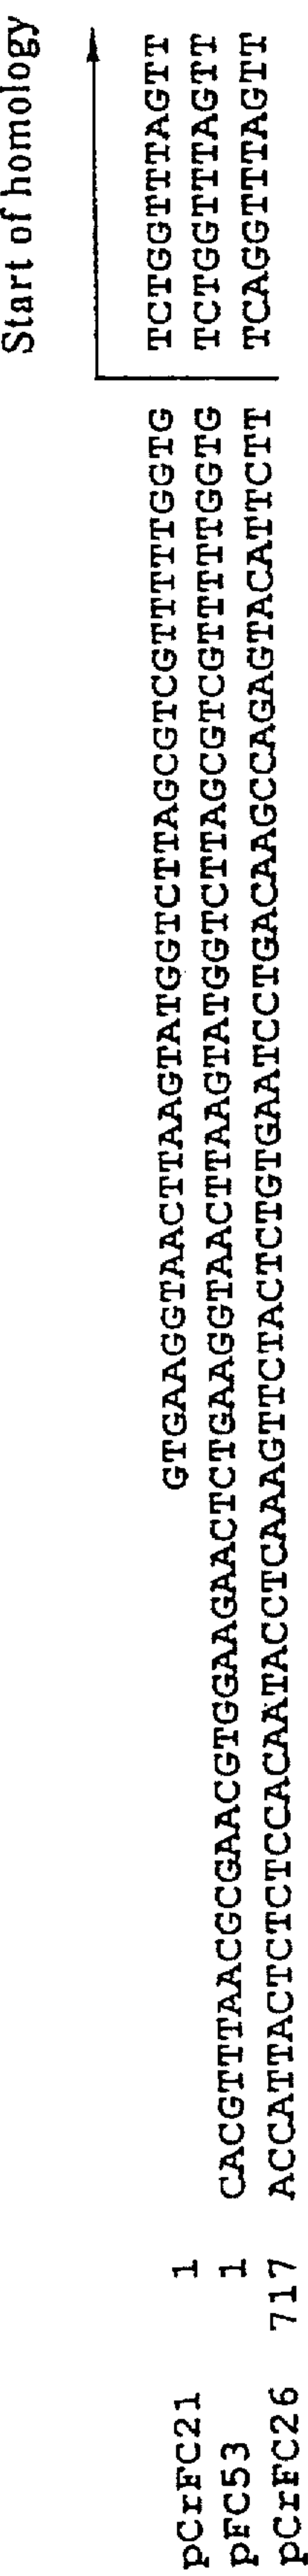 Start of homology
pCrFC21 1 GTGAAGGTAACTTAAGTATGGTCTTAGCGTCGTTTTTGGTG TCTGGTTTAGTT
pFC53 1 CACGTTTAACGCGAACGTGGAAGAACTCTGAAGGTAACTTAAGTATGGTCTTAGCGTCGTTTTTGGTG TCTGGTTTAGTT
pCrFC26 717 ACCATTACTCTCTCCACAATACCTCAAAGTTCTACTCTGTGAATCCTGACAAGCCAGAGTACATTCTT TCAGGTTTAGTT